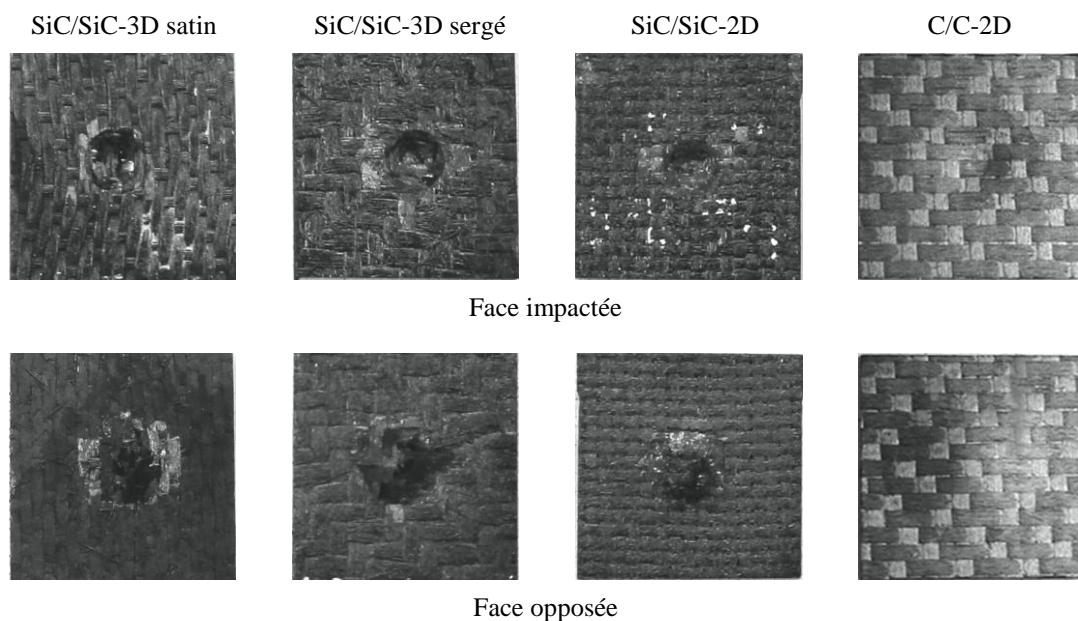 SiC/SiC-3D satin SiC/SiC-3D sergé SiC/SiC-2D C/C-2D
Face impactée
Face opposée